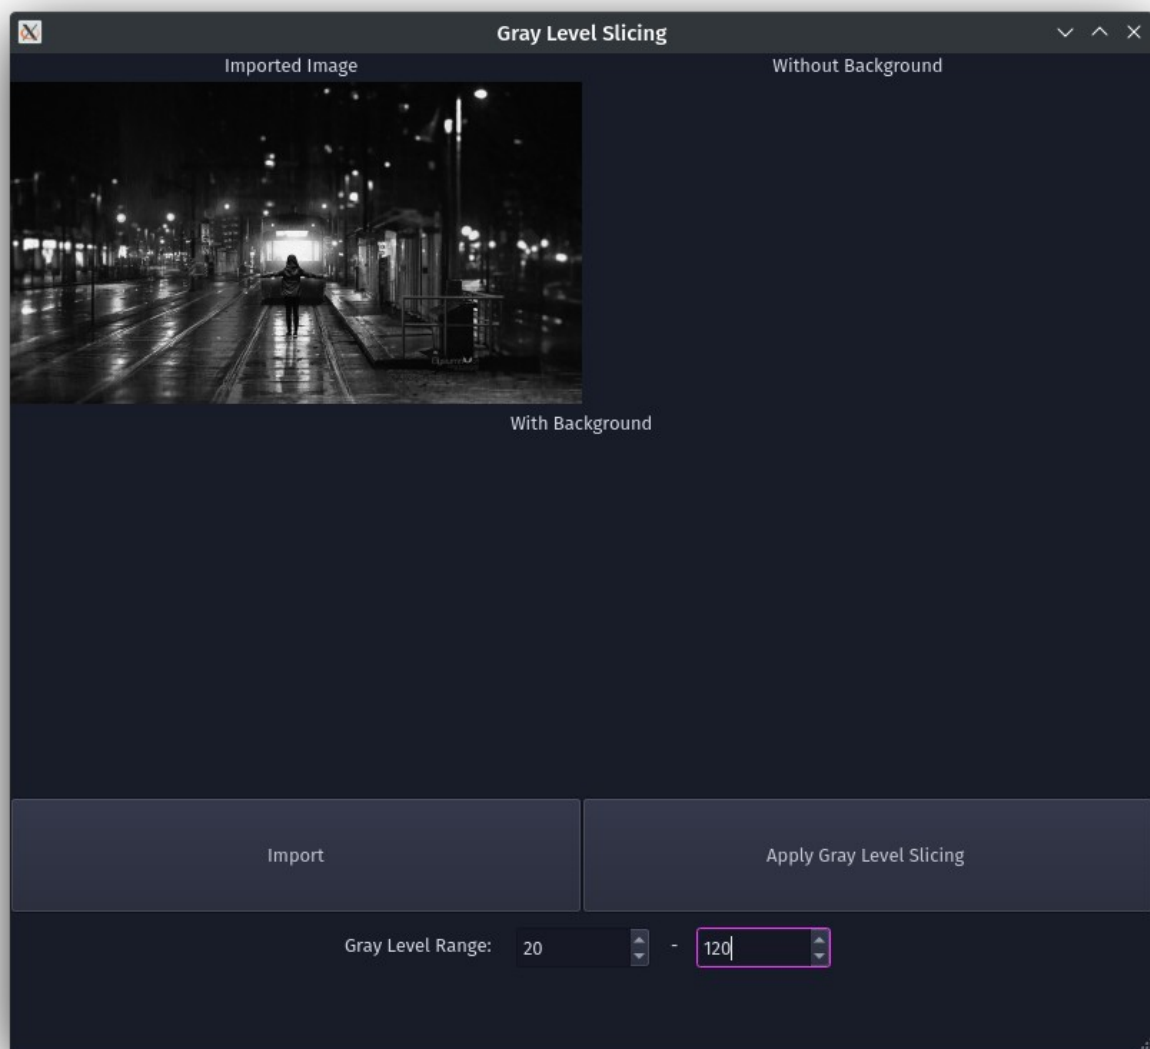 Gray Level Slicing
Imported Image
Without Background
With Background
Import
Apply Gray Level Slicing
Gray Level Range: 20 - 120